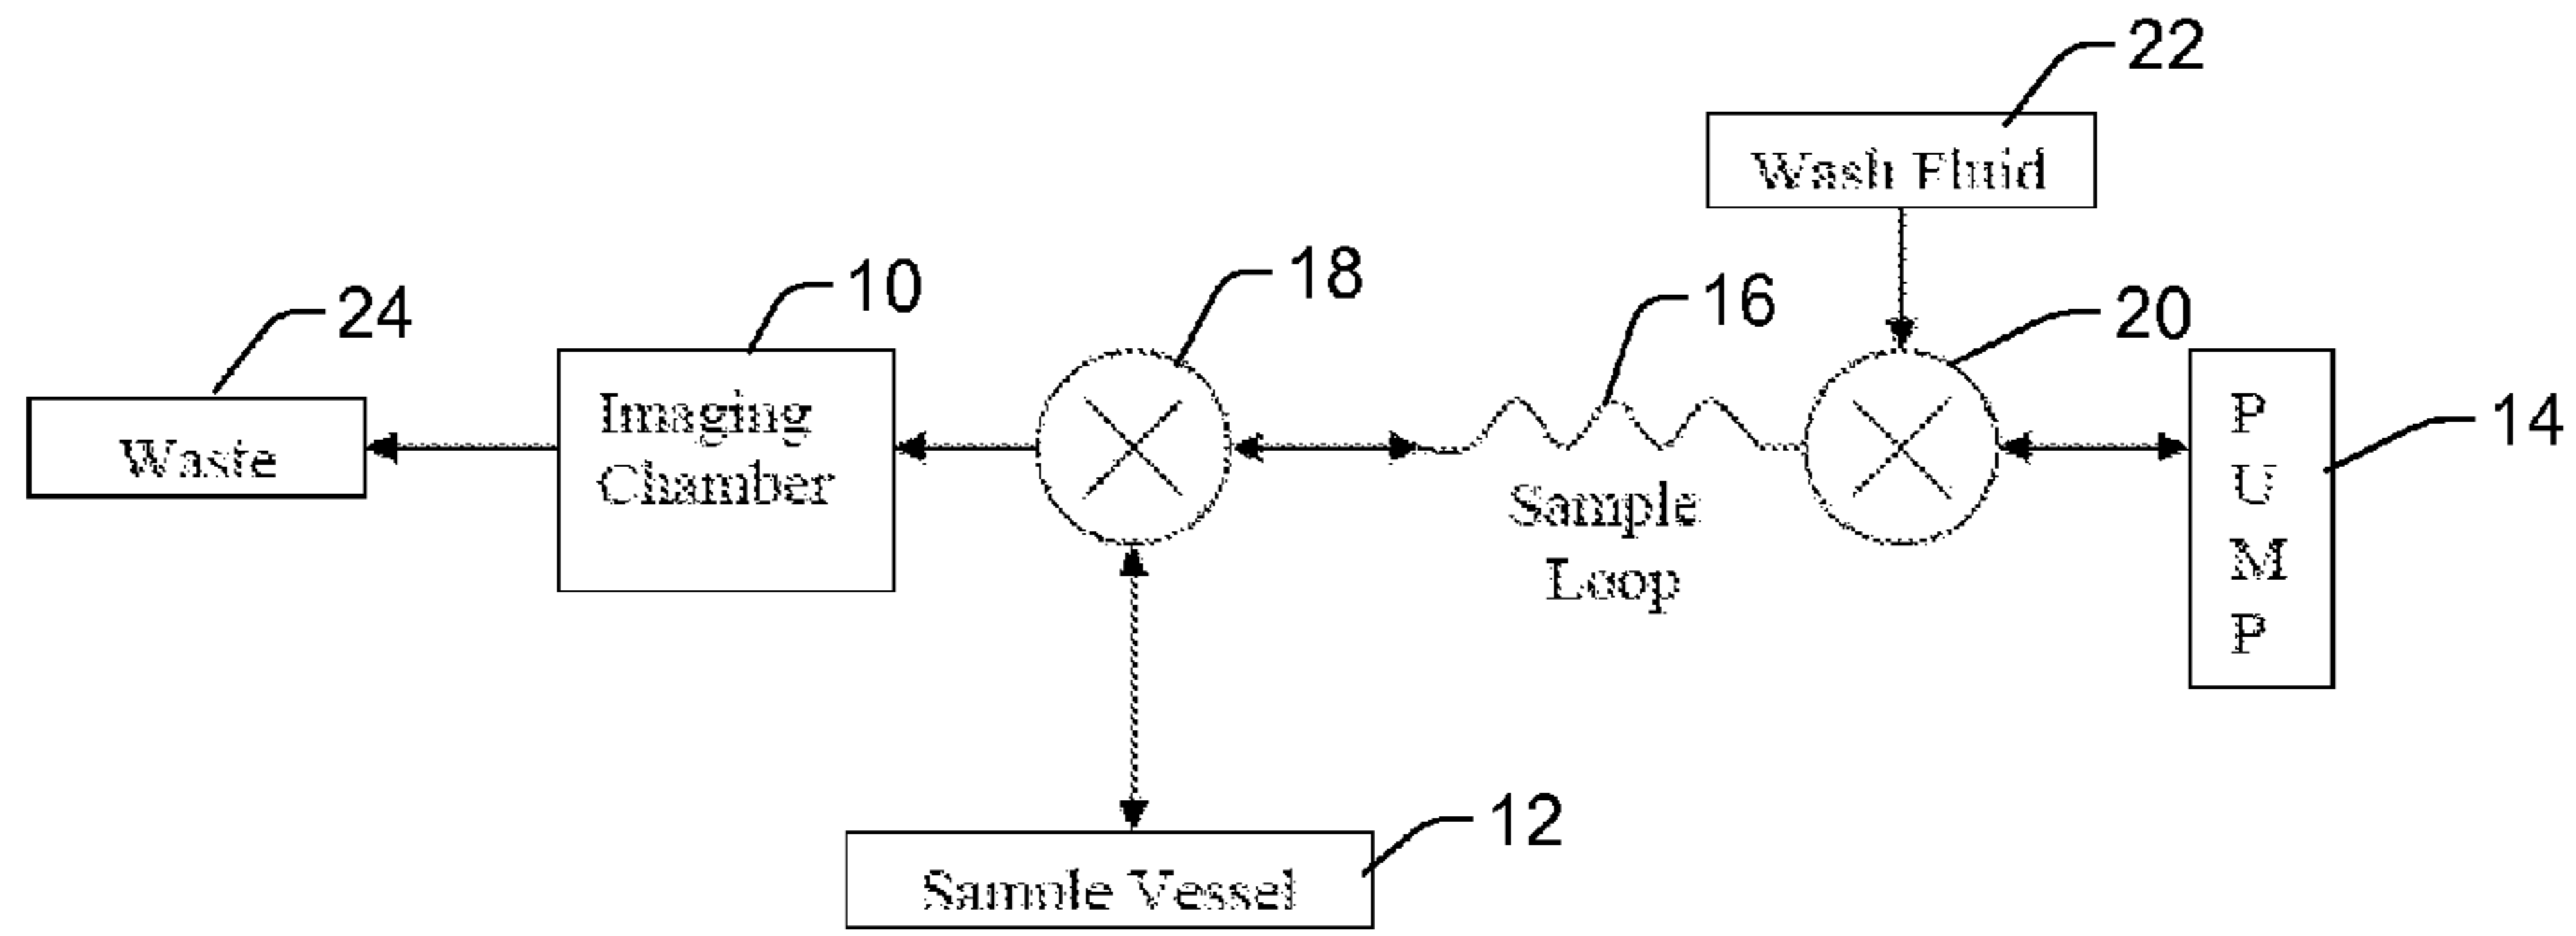 22
Wash Fluid
18
10
16
20
24
Imaging
Chamber
Waste
P
U
M
P
14
Sample
Loop
12
Sample Vessel